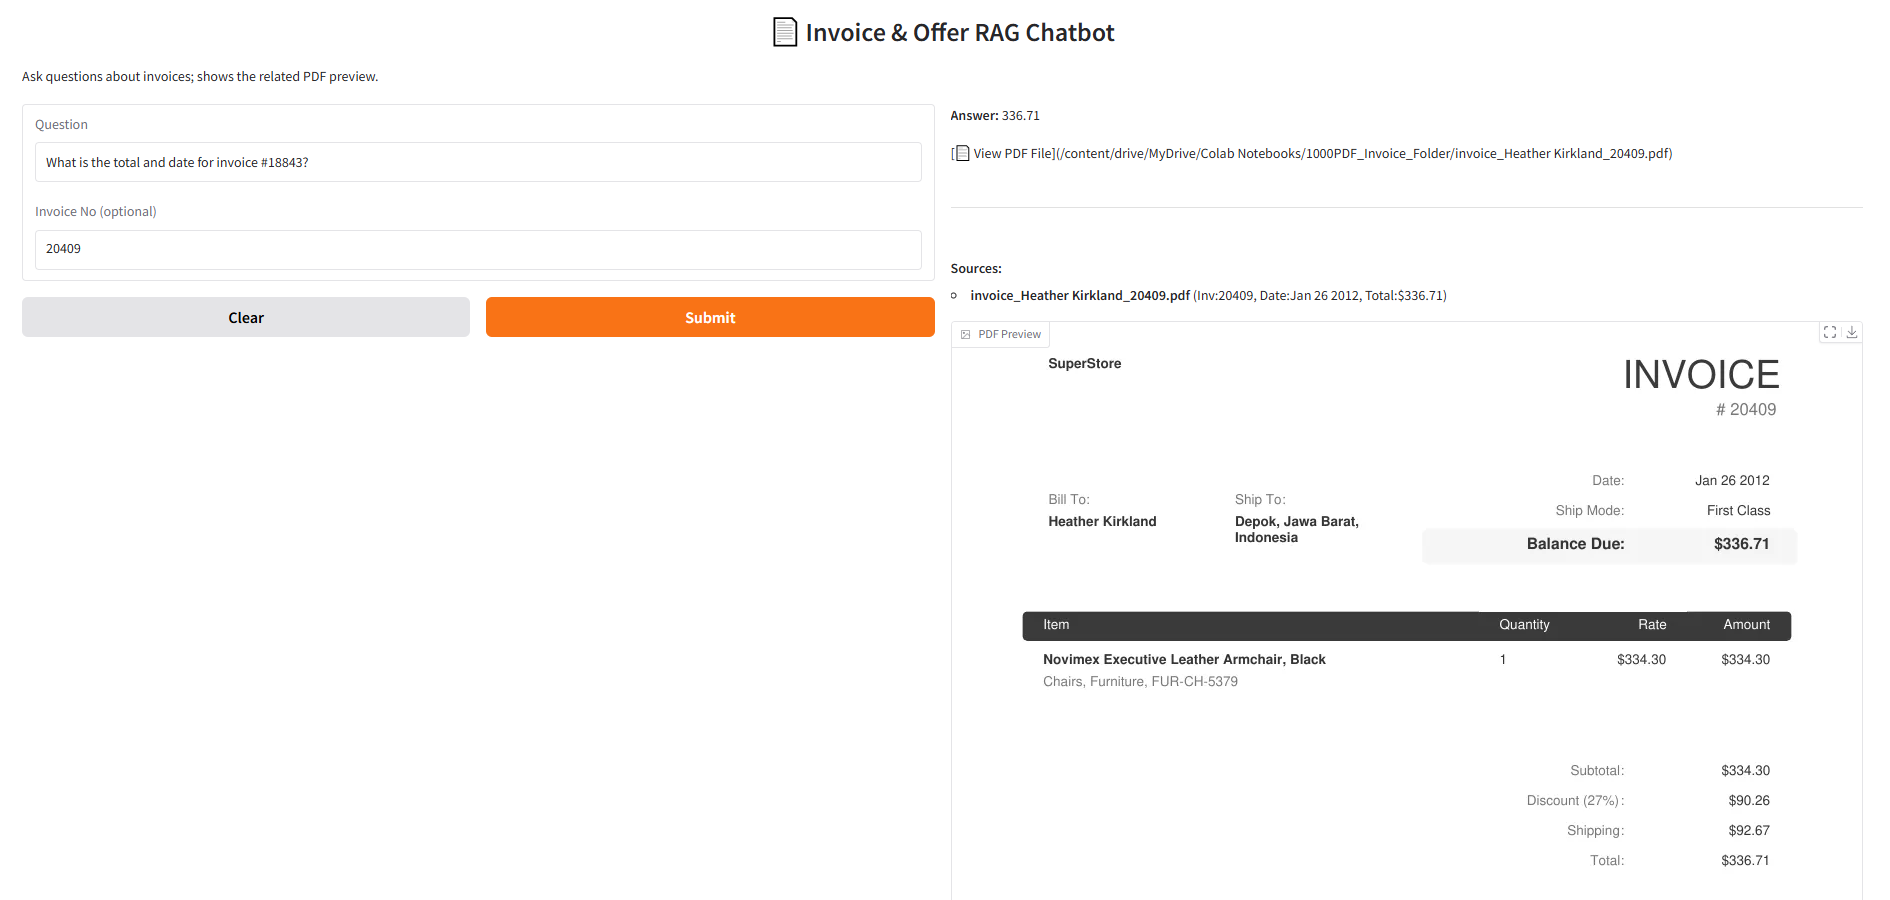 Invoice & Offer RAG Chatbot
Ask questions about invoices; shows the related PDF preview.
Question
What is the total and date for invoice #18843?
Invoice No (optional)
20409
Clear
Submit
Answer: 336.71
[📄 View PDF File](/content/drive/MyDrive/Colab Notebooks/1000PDF_Invoice_Folder/invoice_Heather Kirkland_20409.pdf)
Sources:
invoice_Heather Kirkland_20409.pdf (Inv:20409, Date:Jan 26 2012, Total:$336.71)
PDF Preview
SuperStore
INVOICE
# 20409
Date: Jan 26 2012
Ship Mode: First Class
Balance Due: $336.71
Bill To:
Heather Kirkland
Ship To:
Depok, Jawa Barat,
Indonesia
Item Quantity Rate Amount
Novimex Executive Leather Armchair, Black 1 $334.30 $334.30
Chairs, Furniture, FUR-CH-5379
Subtotal: $334.30
Discount (27%): $90.26
Shipping: $92.67
Total: $336.71